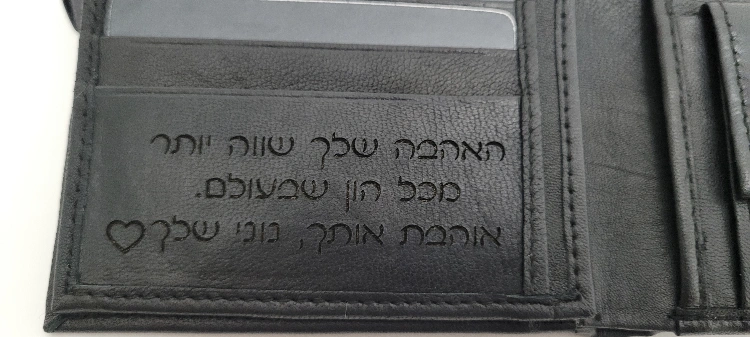 האהבה שלך שווה יותר
מכל הון שבעולם.
אוהבת אותך, נוני שלך♡